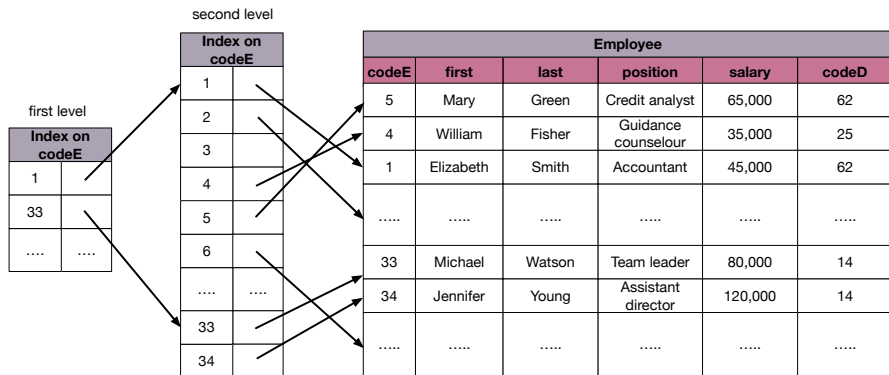 second level
Index on
codeE
1
2
3
4
5
6
.... ....
33
34
first level
Index on
codeE
1
33
.... ....
Employee
codeE first last position salary codeD
5 Mary Green Credit analyst 65,000 62
4 William Fisher Guidance
counselour 35,000 25
1 Elizabeth Smith Accountant 45,000 62
..... ..... ..... ..... ..... .....
33 Michael Watson Team leader 80,000 14
34 Jennifer Young Assistant
director 120,000 14
..... ..... ..... ..... ..... .....